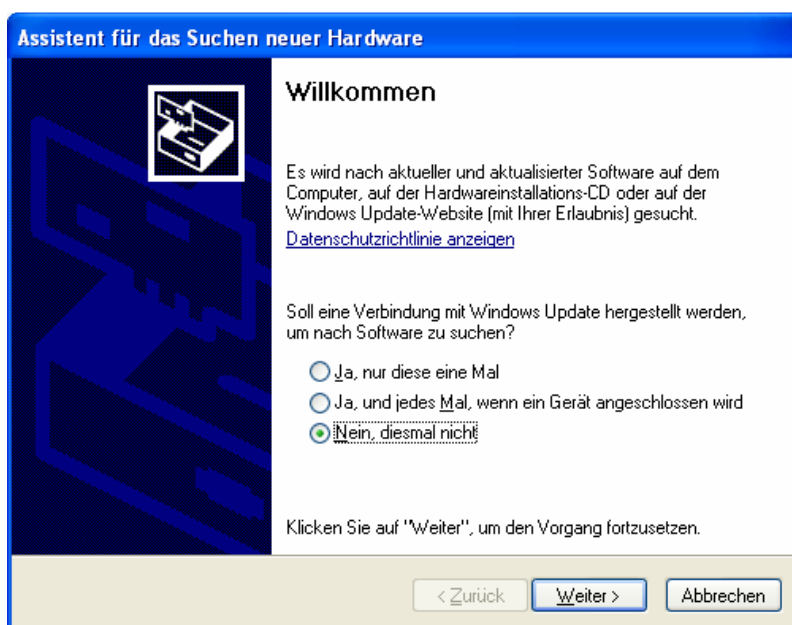 Assistent für das Suchen neuer Hardware
Willkommen
Es wird nach aktueller und aktualisierter Software auf dem
Computer, auf der Hardwareinstallations-CD oder auf der
Windows Update-Website (mit Ihrer Erlaubnis) gesucht.
Datenschutzrichtlinie anzeigen
Soll eine Verbindung mit Windows Update hergestellt werden,
um nach Software zu suchen?
Ja, nur diese eine Mal
Ja, und jedes Mal, wenn ein Gerät angeschlossen wird
Nein, diesmal nicht
Klicken Sie auf "Weiter", um den Vorgang fortzusetzen.
< Zurück Weiter > Abbrechen